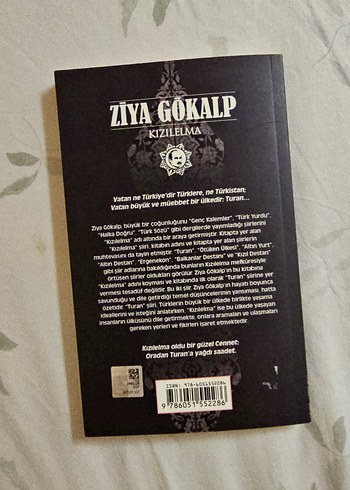 ZİYA GÖKALP
KIZILELMA
Vatan ne Türkiye'dir Türklere, ne Türkistan;
Vatan büyük ve müebbet bir ülkedir: Turan...
Ziya Gökalp, büyük bir çoğunluğunu "Genç Kalemler", "Türk Yurdu",
"Halka Doğru", "Türk Sözü" gibi dergilerde yayımladığı şiirlerini
"Kızılelma" adı altında bir araya getirmiştir. Kitapta yer alan
"Kızılelma" şiiri, kitabın adını ve kitapta yer alan şiirlerin
muhtevasını da tayin etmiştir. "Turan", "Ötüken Ülkesi", "Altın Yurt",
"Altın Destan", "Ergenekon", "Balkanlar Destanı" ve "Kızıl Destan"
gibi şiir adlarına bakıldığında bunların Kızılelma mefkûresiyle
örtüşen şiirler oldukları görülür. Ziya Gökalp'ın bu kitabına
"Kızılelma" adını koyması ve kitabında ilk olarak "Turan" şiirine yer
vermesi tesadüf değildir. Bu iki şiir, Ziya Gökalp'ın hayatı boyunca
savunduğu ve dile getirdiği temel düşüncelerinin yansıması, hatta
özetidir. "Turan" şiiri, Türklerin büyük bir ülkede birlikte yaşama
ideallerini ve isteğini anlatırken, "Kızılelma" ise bu ülkede yaşayan
insanların ülküsünü dile getirmekte, onlara aramaları ve ulaşmaları
gereken yerleri ve fikirleri işaret etmektedir.
Kızılelma oldu bir güzel Cennet:
Oradan Turan'a yağdı saadet.
ISBN: 978-6051552286
9 786051 552286